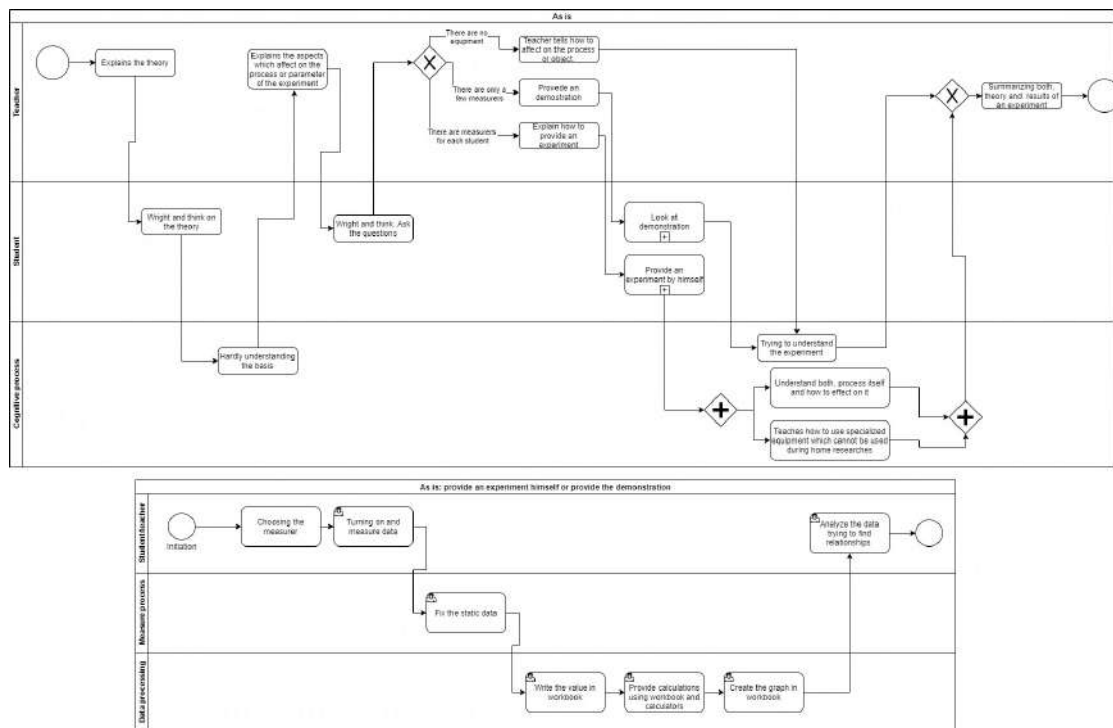 As is
Teacher
Explains the theory
Explains the aspects
which affect on the
process or parameter
of the experiment
There are no
equipment
Teacher tells how to
affect on the process
or object.
There are only a
few measurers
Provede an
demostration
There are measurers
for each student
Explain how to
provide an
experiment
Summarizing both,
theory and results of
an experiment
Student
Wright and think on
the theory
Wright and think. Ask
the questions
Look at
demonstration
Provide an
experiment by himself
Cognitive process
Hardly understanding
the basis
Trying to understand
the experiment
Understand both, process itself
and how to effect on it
Teaches how to use specialized
equipment which cannot be used
during home researches
As is: provide an experiment himself or provide the demonstration
Student/teacher
Initiation
Choosing the
measurer
Turning on and
measure data
Analyze the data
trying to find
relationships
Measure process
Fix the static data
Data processing
Write the value in
workbook
Provide calculations
using workbook and
calculators
Create the graph in
workbook